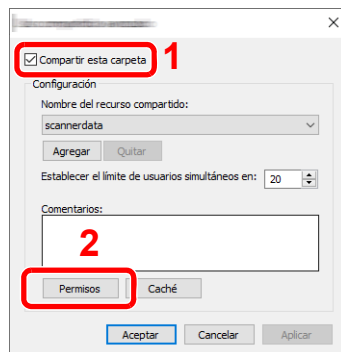 Compartir esta carpeta
1
Configuración
Nombre del recurso compartido:
scannerdata
Agregar Quitar
Establecer el límite de usuarios simultáneos en: 20
Comentarios:
2
Permisos Caché
Aceptar Cancelar Aplicar